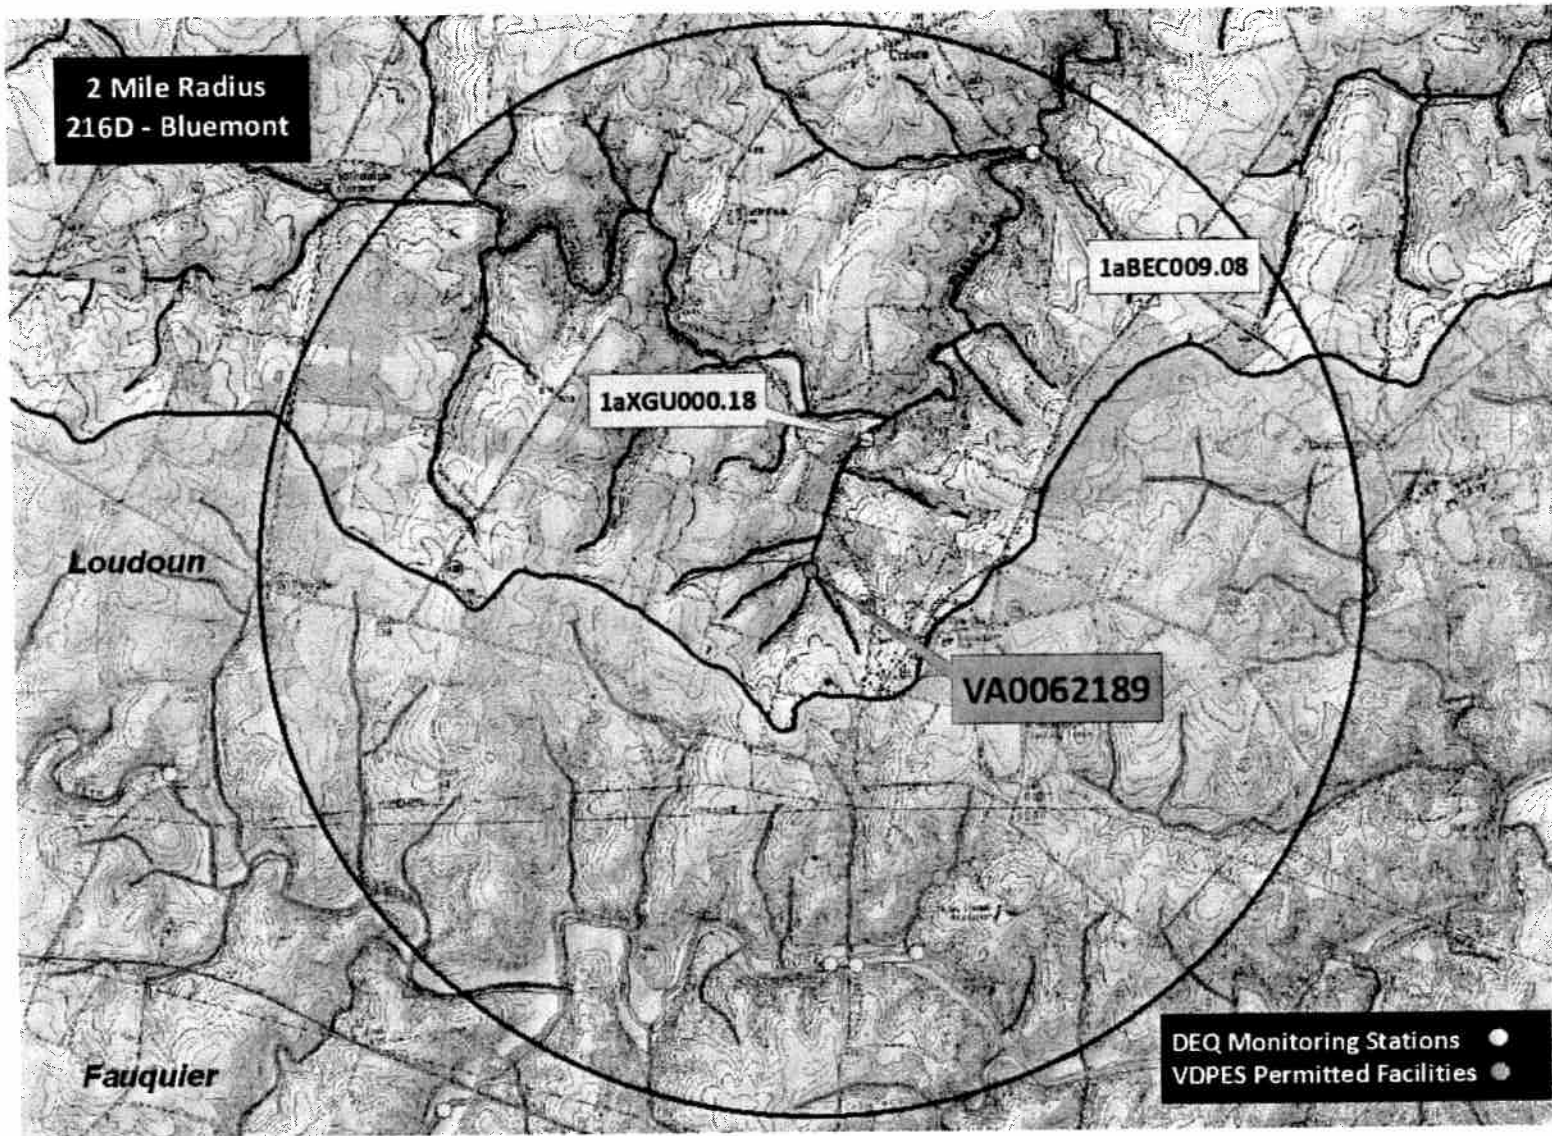 2 Mile Radius
216D - Bluemont
1aBEC009.08
1aXGU000.18
Loudoun
VA0062189
DEQ Monitoring Stations
VDPES Permitted Facilities
Fauquier